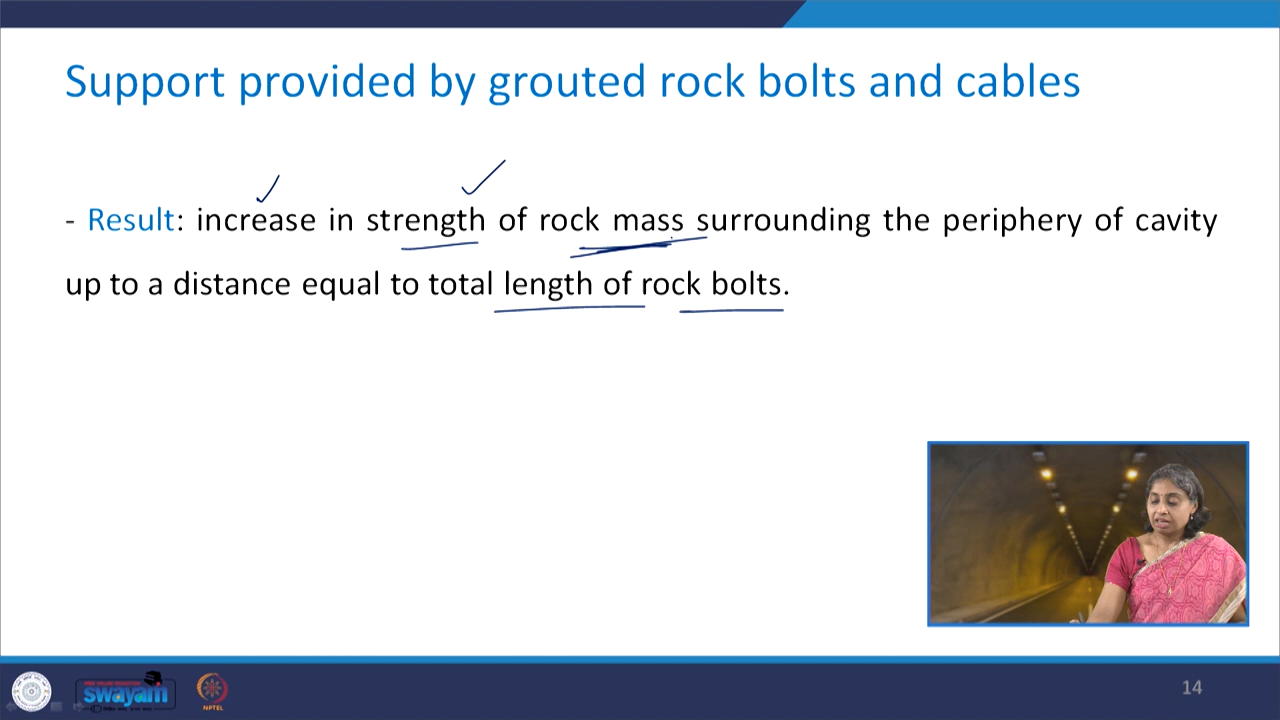 Support provided by grouted rock bolts and cables
- Result: increase in strength of rock mass surrounding the periphery of cavity
up to a distance equal to total length of rock bolts.
swayam
NPTEL
14